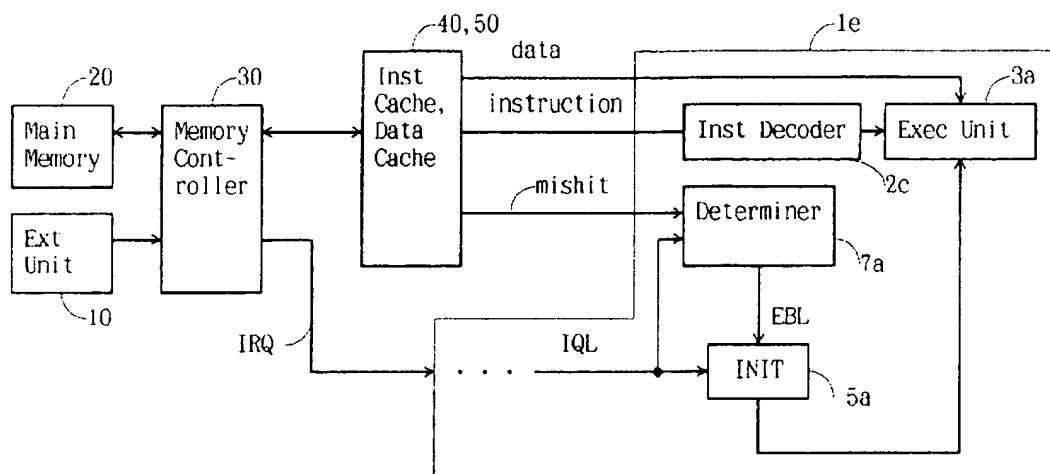 40,50
1e
data
20
30
Inst
Cache,
Data
Cache
3a
instruction
Main
Memory
Memory
Cont-
roller
Inst Decoder
Exec Unit
2c
mishit
Determiner
Ext
Unit
7a
10
EBL
IRQ
IQL
. . . .
INIT
5a